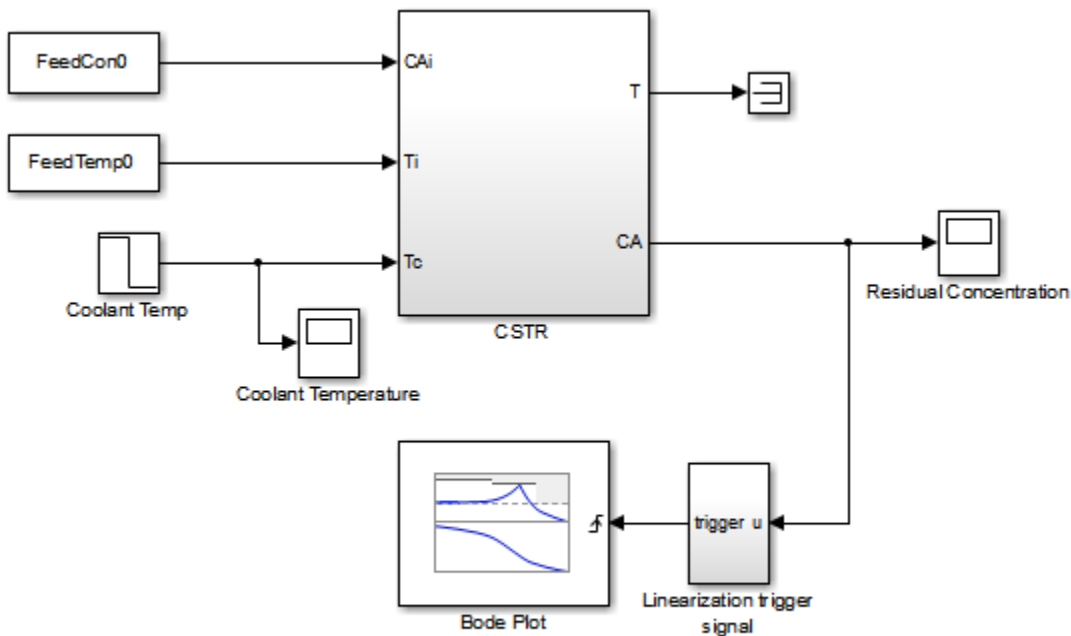 FeedCon0
CAi
T
FeedTemp0
Ti
CA
Tc
Coolant Temp
Residual Concentration
CSTR
Coolant Temperature
trigger u
Bode Plot
Linearization trigger
signal